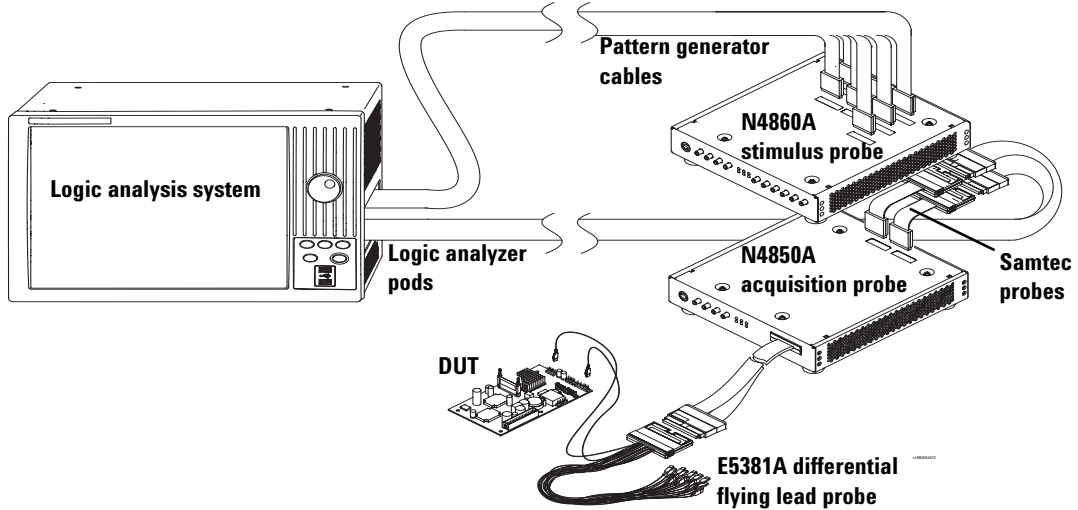 Pattern generator
cables
N4860A
stimulus probe
Logic analysis system
Logic analyzer
pods
N4850A
acquisition probe
Samtec
probes
DUT
E5381A differential
flying lead probe